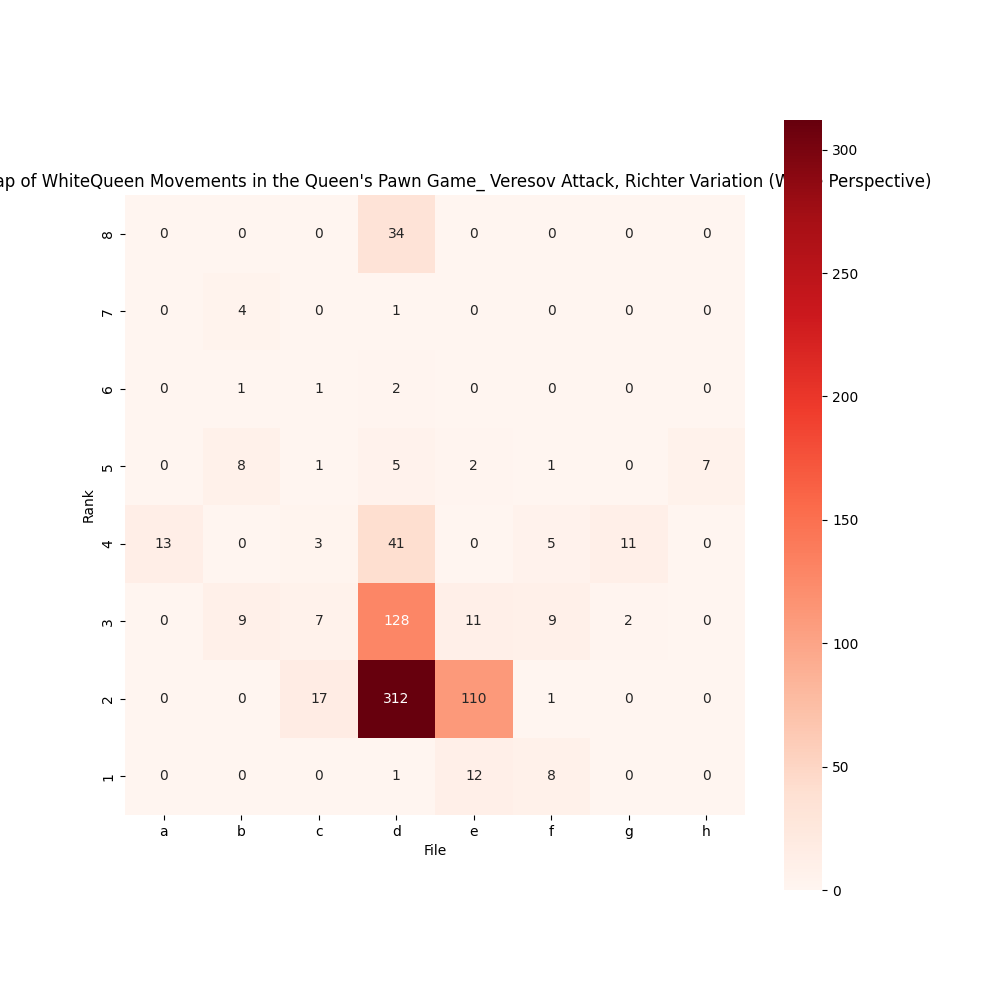 ap of WhiteQueen Movements in the Queen's Pawn Game_ Veresov Attack, Richter Variation (W Perspective)
8 0 0 0 34 0 0 0 0
7 0 4 0 1 0 0 0 0
6 0 1 1 2 0 0 0 0
5 0 8 1 5 2 1 0 7
Rank
4 13 0 3 41 0 5 11 0
3 0 9 7 128 11 9 2 0
2 0 0 17 312 110 1 0 0
1 0 0 0 1 12 8 0 0
a b c d e f g h
File
300
250
200
150
100
50
0